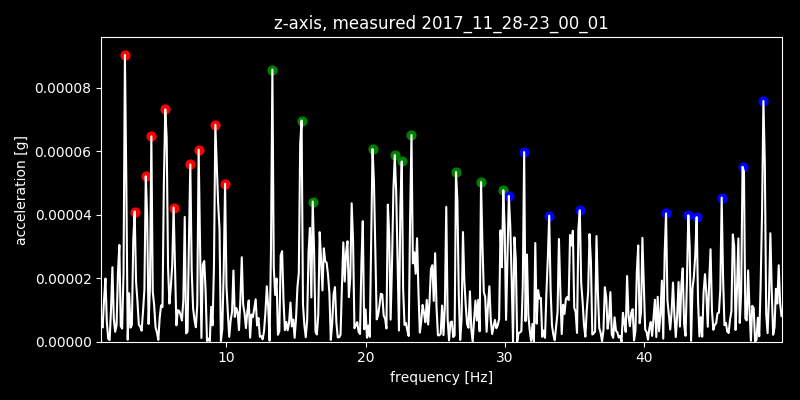 z-axis, measured 2017_11_28-23_00_01
0.00008
0.00006
0.00004
0.00002
0.00000
acceleration [g]
10 20 30 40
frequency [Hz]